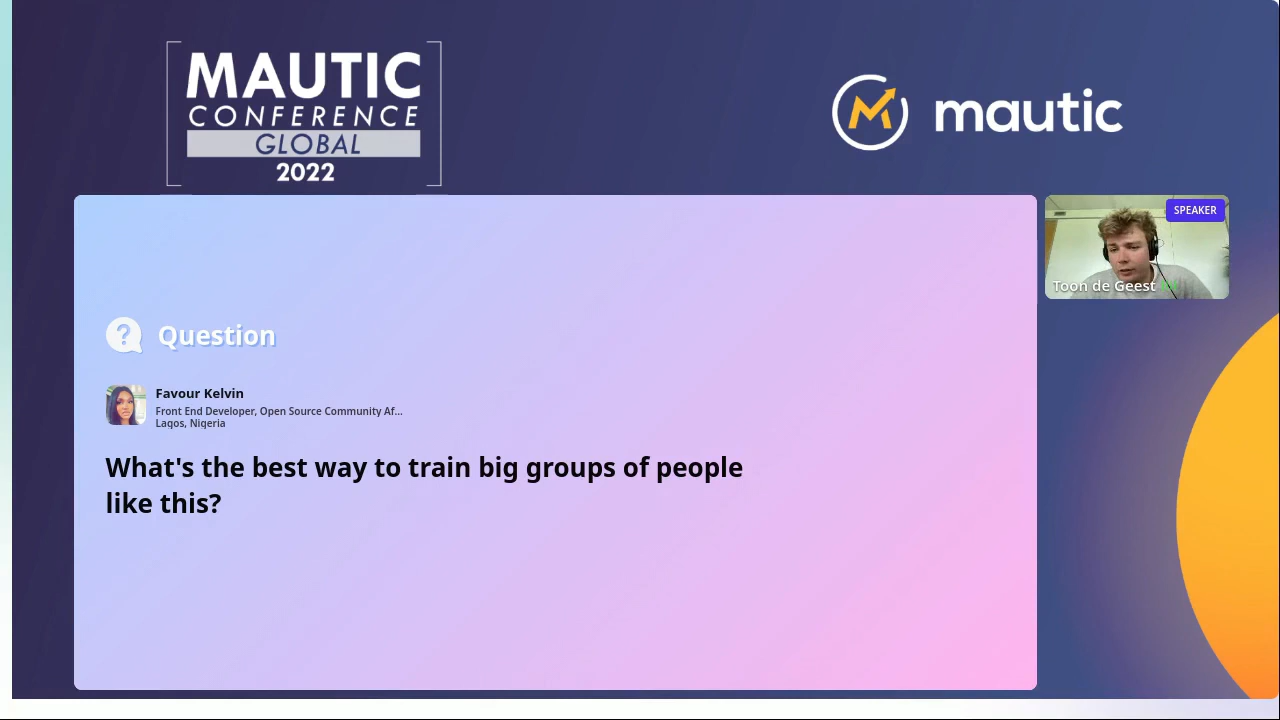 MAUTIC
CONFERENCE
GLOBAL
2022
mautic
SPEAKER
Toon de Geest
Question
Favour Kelvin
Front End Developer, Open Source Community Af...
Lagos, Nigeria
What's the best way to train big groups of people
like this?